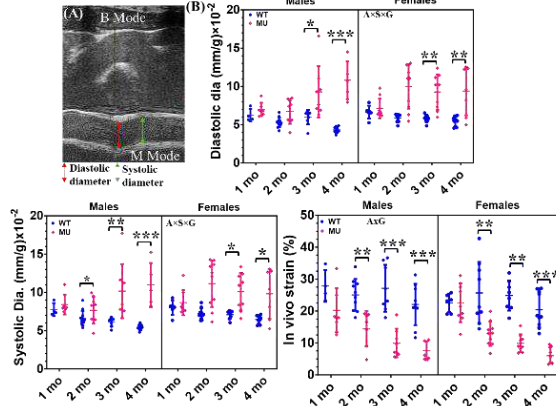 (A)
B Mode
M Mode
Diastolic diameter
Systolic diameter
(B)
Males
Females
WT
MU
A×S×G
*
***
**
**
Diastolic dia (mm/g)×10-2
20
15
10
5
0
1 mo
2 mo
3 mo
4 mo
1 mo
2 mo
3 mo
4 mo
Males
Females
WT
MU
A×S×G
*
**
***
*
*
Systolic Dia. (mm/g)×10-2
20
15
10
5
0
1 mo
2 mo
3 mo
4 mo
1 mo
2 mo
3 mo
4 mo
Males
Females
WT
MU
AxG
**
***
***
**
**
***
In vivo strain (%)
50
40
30
20
10
0
1 mo
2 mo
3 mo
4 mo
1 mo
2 mo
3 mo
4 mo